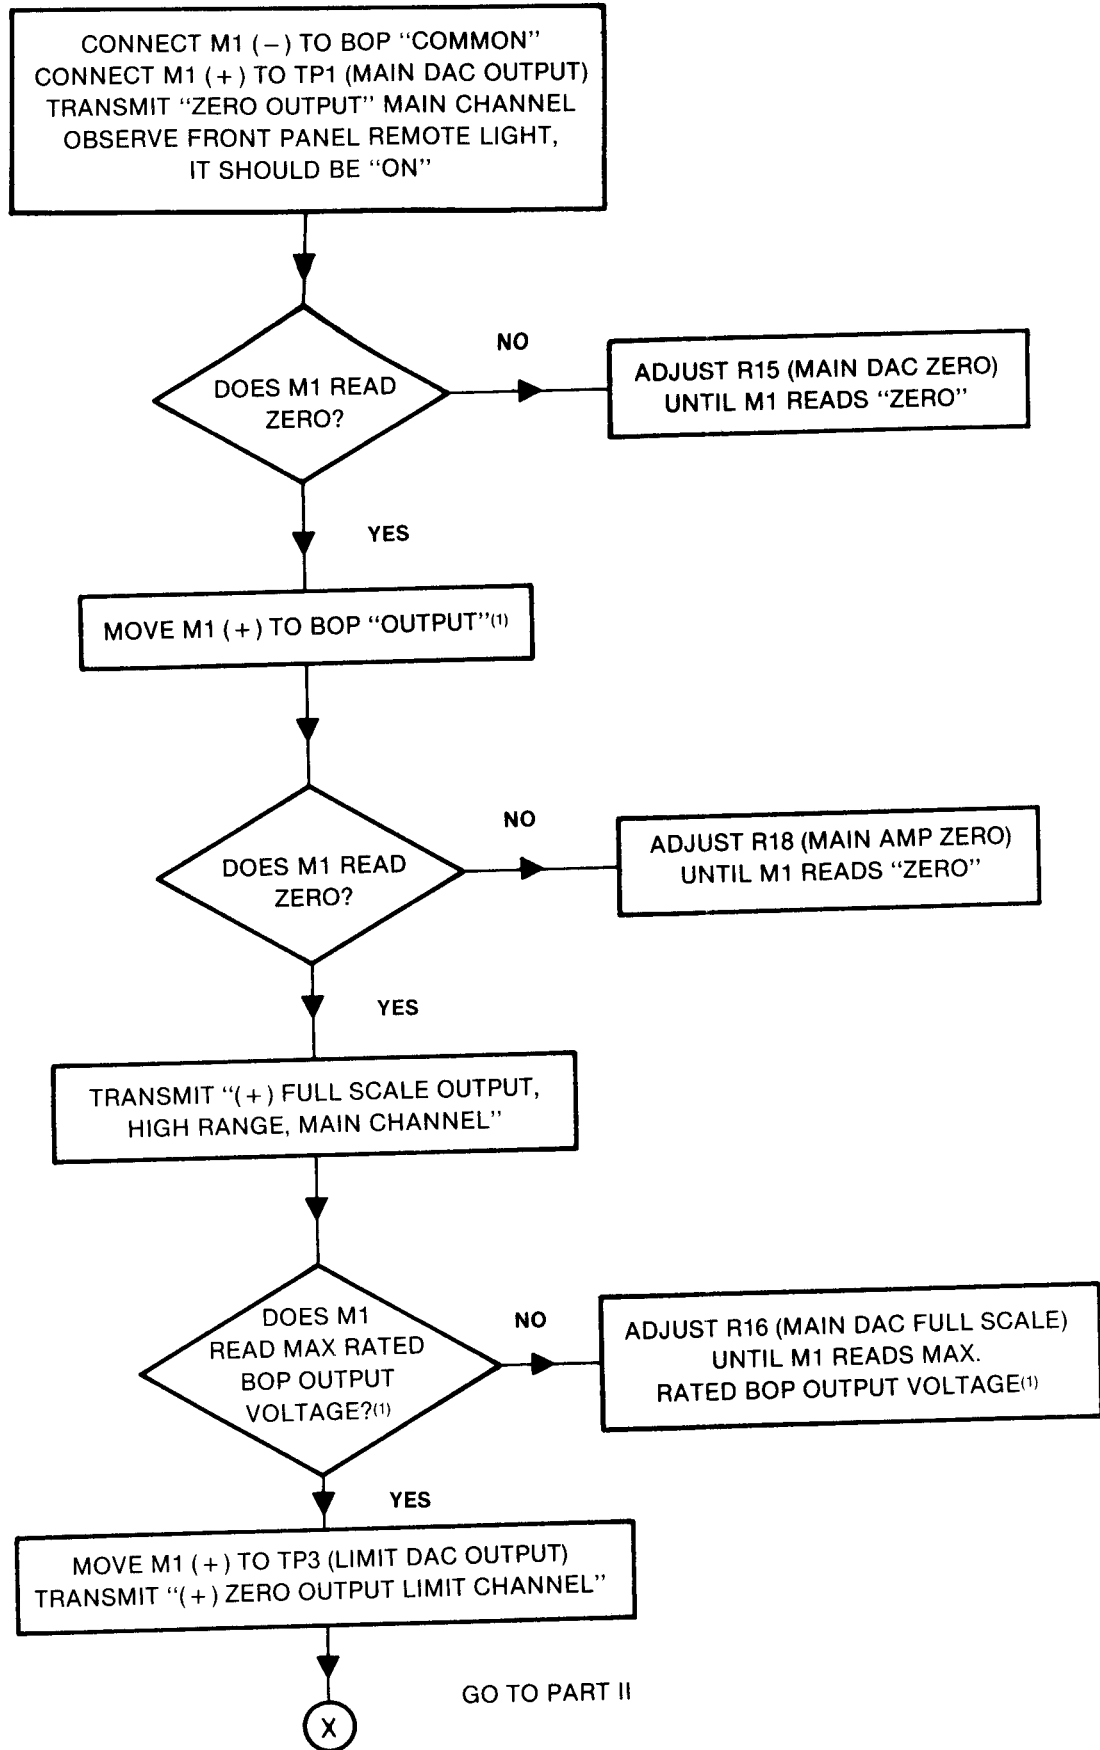 CONNECT M1 (−) TO BOP “COMMON”
CONNECT M1 (+) TO TP1 (MAIN DAC OUTPUT)
TRANSMIT “ZERO OUTPUT” MAIN CHANNEL
OBSERVE FRONT PANEL REMOTE LIGHT,
IT SHOULD BE “ON”
DOES M1 READ
ZERO?
NO
ADJUST R15 (MAIN DAC ZERO)
UNTIL M1 READS “ZERO”
YES
MOVE M1 (+) TO BOP “OUTPUT”(1)
DOES M1 READ
ZERO?
NO
ADJUST R18 (MAIN AMP ZERO)
UNTIL M1 READS “ZERO”
YES
TRANSMIT “(+) FULL SCALE OUTPUT,
HIGH RANGE, MAIN CHANNEL”
DOES M1
READ MAX RATED
BOP OUTPUT
VOLTAGE?(1)
NO
ADJUST R16 (MAIN DAC FULL SCALE)
UNTIL M1 READS MAX.
RATED BOP OUTPUT VOLTAGE(1)
YES
MOVE M1 (+) TO TP3 (LIMIT DAC OUTPUT)
TRANSMIT “(+) ZERO OUTPUT LIMIT CHANNEL”
GO TO PART II
X